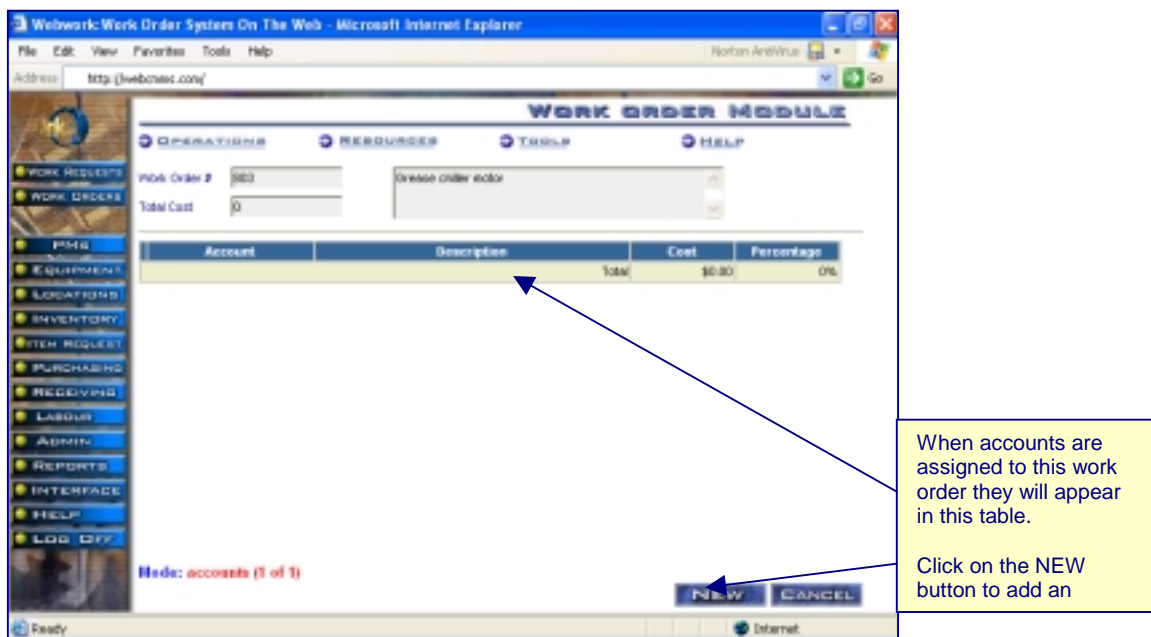 Webwork: Work Order System On The Web - Microsoft Internet Explorer
File Edit View Favorites Tools Help
Norton AntiVirus
Address http://webcmms.com/
Go
WORK ORDER MODULE
OPERATIONS RESOURCES TOOLS HELP
WORK REQUESTS
WORK ORDERS
PMS
EQUIPMENT
LOCATIONS
INVENTORY
ITEM REQUEST
PURCHASING
RECEIVING
LABOUR
ADMIN
REPORTS
INTERFACE
HELP
LOG OFF
Work Order # 803
Grease chiller motor
Total Cost 0
Account Description Cost Percentage
Total $0.00 0%
When accounts are
assigned to this work
order they will appear
in this table.
Click on the NEW
button to add an
Mode: accounts (1 of 1)
NEW CANCEL
Ready
Internet